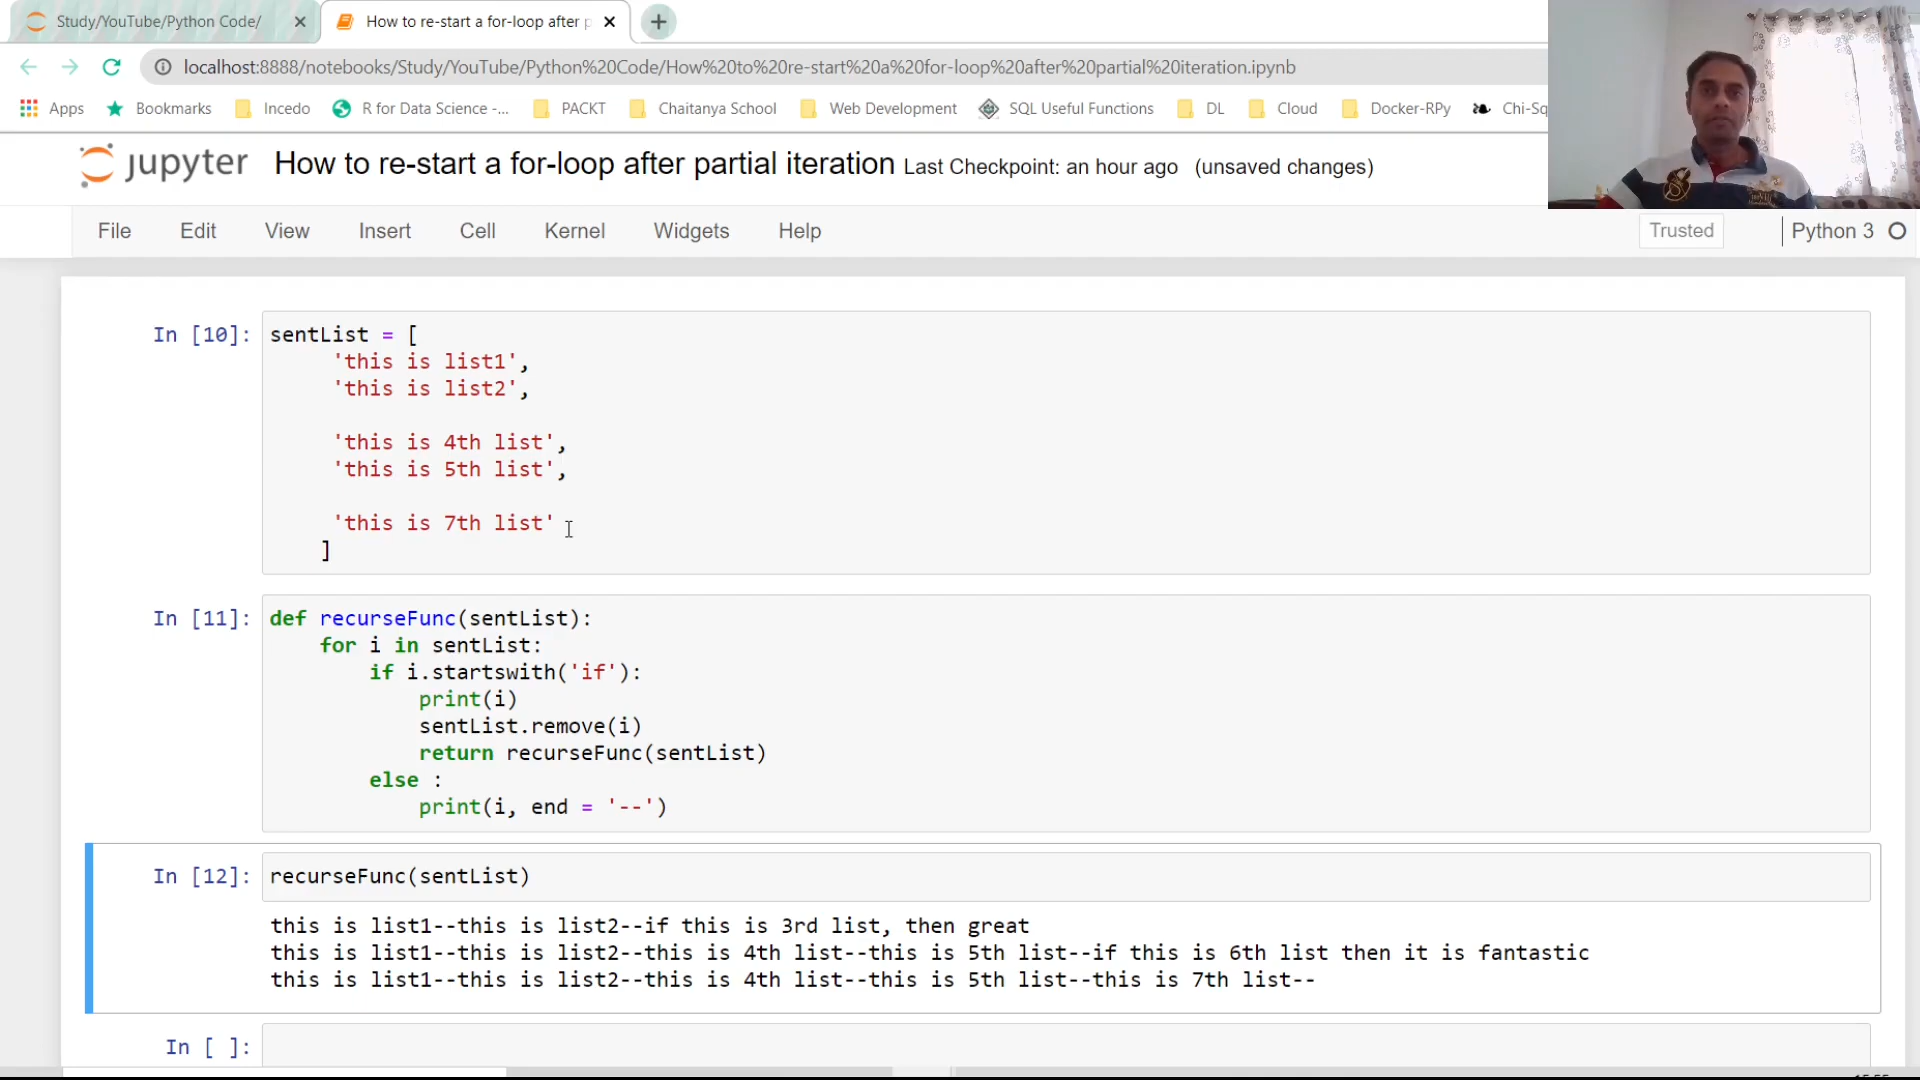 Study/YouTube/Python Code/
How to re-start a for-loop after p
localhost:8888/notebooks/Study/YouTube/Python%20Code/How%20to%20re-start%20a%20for-loop%20after%20partial%20iteration.ipynb
Apps Bookmarks Incedo R for Data Science -... PACKT Chaitanya School Web Development SQL Useful Functions DL Cloud Docker-RPy Chi-Sq
jupyter How to re-start a for-loop after partial iteration Last Checkpoint: an hour ago (unsaved changes)
File Edit View Insert Cell Kernel Widgets Help Trusted Python 3
In [10]: sentList = [
'this is list1',
'this is list2',
'this is 4th list',
'this is 5th list',
'this is 7th list'
]
In [11]: def recurseFunc(sentList):
for i in sentList:
if i.startswith('if'):
print(i)
sentList.remove(i)
return recurseFunc(sentList)
else :
print(i, end = '--')
In [12]: recurseFunc(sentList)
this is list1--this is list2--if this is 3rd list, then great
this is list1--this is list2--this is 4th list--this is 5th list--if this is 6th list then it is fantastic
this is list1--this is list2--this is 4th list--this is 5th list--this is 7th list--
In [ ]: